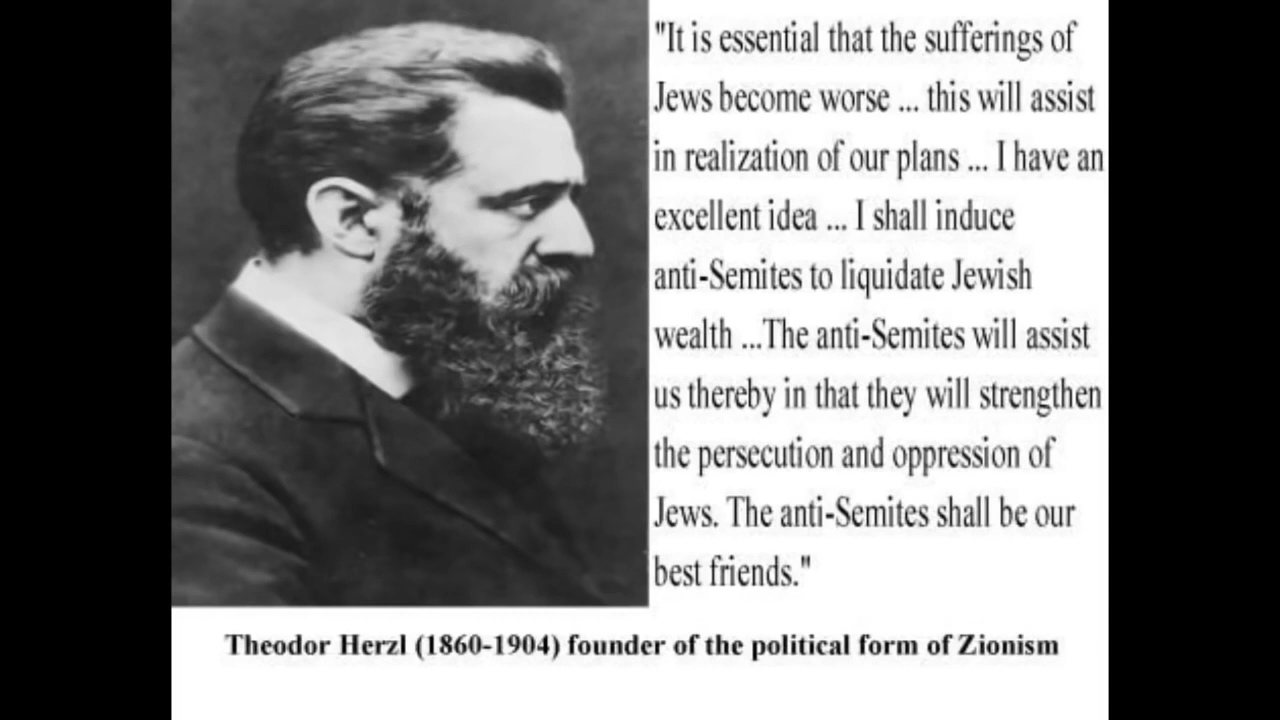 "It is essential that the sufferings of
Jews become worse ... this will assist
in realization of our plans ... I have an
excellent idea ... I shall induce
anti-Semites to liquidate Jewish
wealth ...The anti-Semites will assist
us thereby in that they will strengthen
the persecution and oppression of
Jews. The anti-Semites shall be our
best friends."
Theodor Herzl (1860-1904) founder of the political form of Zionism